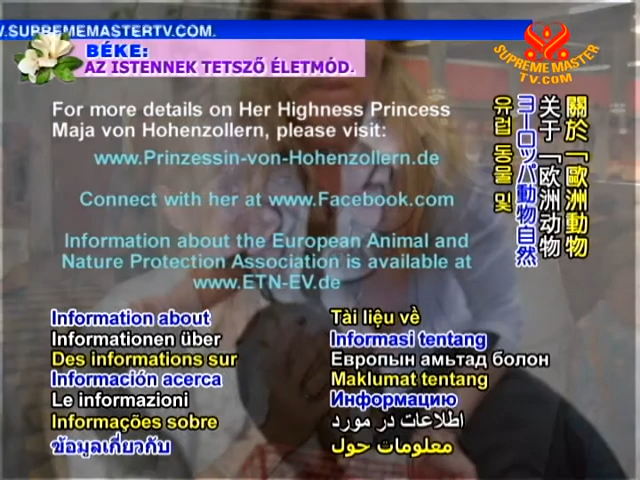 W.SUPREMEMASTERTV.COM.
BÉKE:
AZ ISTENNEK TETSZŐ ÉLETMÓD.
SUPREME MASTER
TV.COM
For more details on Her Highness Princess
Maja von Hohenzollern, please visit:
www.Prinzessin-von-Hohenzollern.de
Connect with her at www.Facebook.com
Information about the European Animal and
Nature Protection Association is available at
www.ETN-EV.de
關於「歐洲動物
关于「欧洲动物
ヨーロッパ動物自然
유럽 동물 및
Information about
Informationen über
Des informations sur
Información acerca
Le informazioni
Informações sobre
ข้อมูลเกี่ยวกับ
Tài liệu về
Informasi tentang
Европын амьтад болон
Maklumat tentang
Информацию
اطلاعات در مورد
معلومات حول